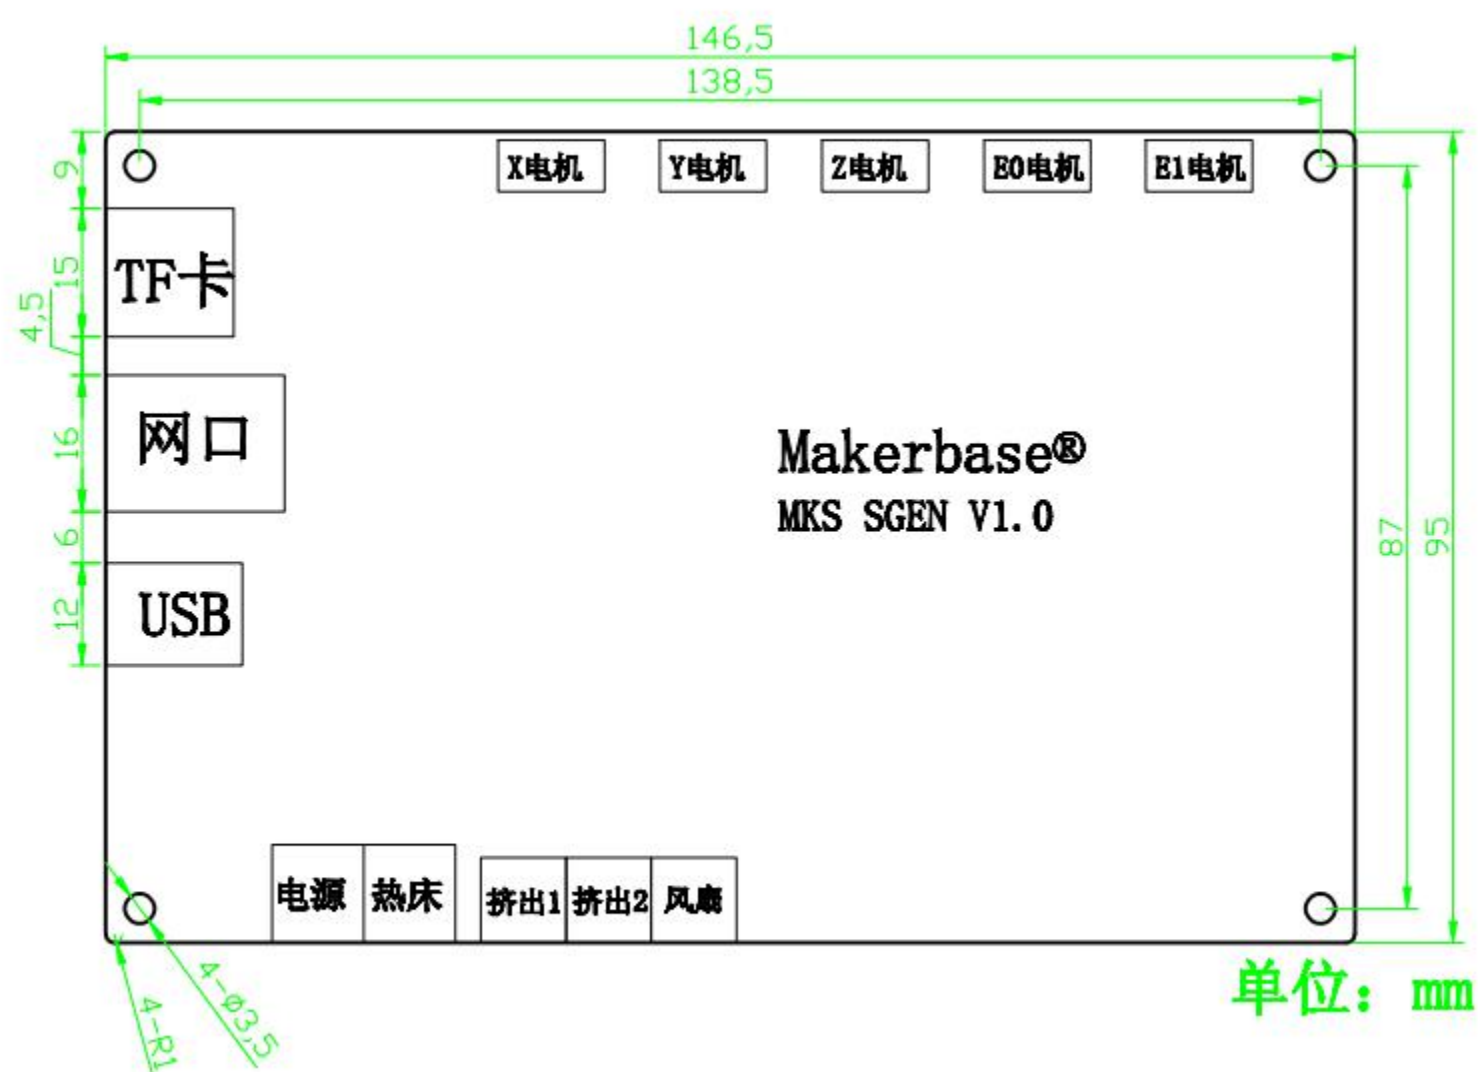 146,5
138,5
9
X电机
Y电机
Z电机
E0电机
E1电机
15
TF卡
4,5
16
网口
Makerbase®
MKS SGEN V1.0
87
95
6
12
USB
电源
热床
挤出1
挤出2
风扇
4-ø3,5
4-R1
单位：mm